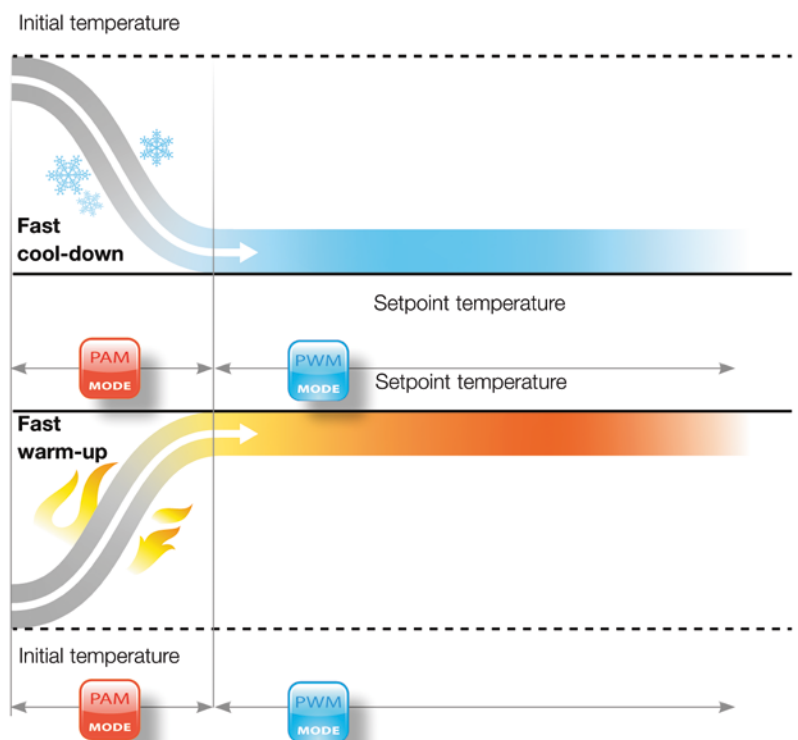 Initial temperature
Fast
cool-down
Setpoint temperature
PAM
MODE
PWM
MODE
Setpoint temperature
Fast
warm-up
Initial temperature
PAM
MODE
PWM
MODE